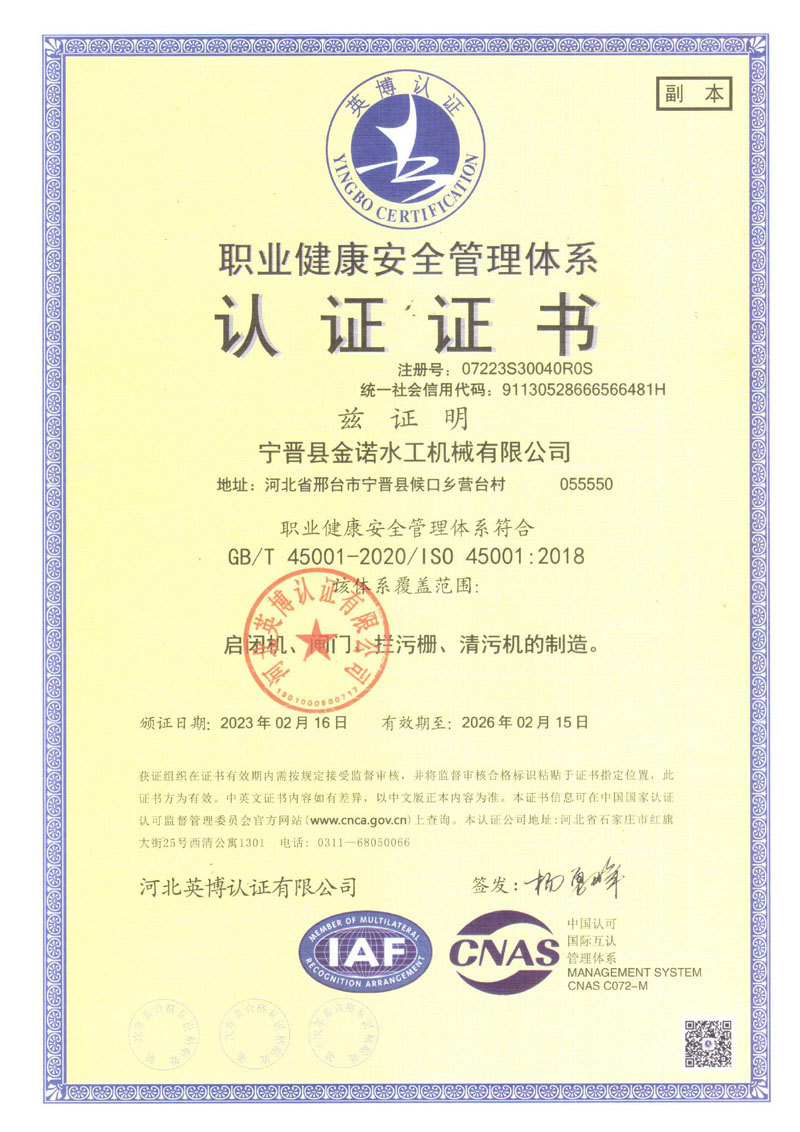 副 本
英博认证
YINGBO CERTIFICATION
职业健康安全管理体系
认证证书
注册号：07223S30040R0S
统一社会信用代码：91130528666566481H
兹 证 明
宁晋县金诺水工机械有限公司
地址：河北省邢台市宁晋县候口乡营台村 055550
职业健康安全管理体系符合
GB/T 45001-2020/ISO 45001:2018
该体系覆盖范围：
启闭机、闸门、拦污栅、清污机的制造。
河北英博认证有限公司
1301000800717
颁证日期：2023年02月16日 有效期至：2026年02月15日
获证组织在证书有效期内需按规定接受监督审核，并将监督审核合格标识粘贴于证书指定位置，此
证书方为有效。中英文证书内容如有差异，以中文版正本内容为准。本证书信息可在中国国家认证
认可监督管理委员会官方网站(www.cnca.gov.cn)上查询。本认证公司地址:河北省石家庄市红旗
大街25号西清公寓1301 电话：0311-68050066
河北英博认证有限公司
签发：
MEMBER OF MULTILATERAL
IAF
RECOGNITION ARRANGEMENT
CNAS
中国认可
国际互认
管理体系
MANAGEMENT SYSTEM
CNAS C072-M